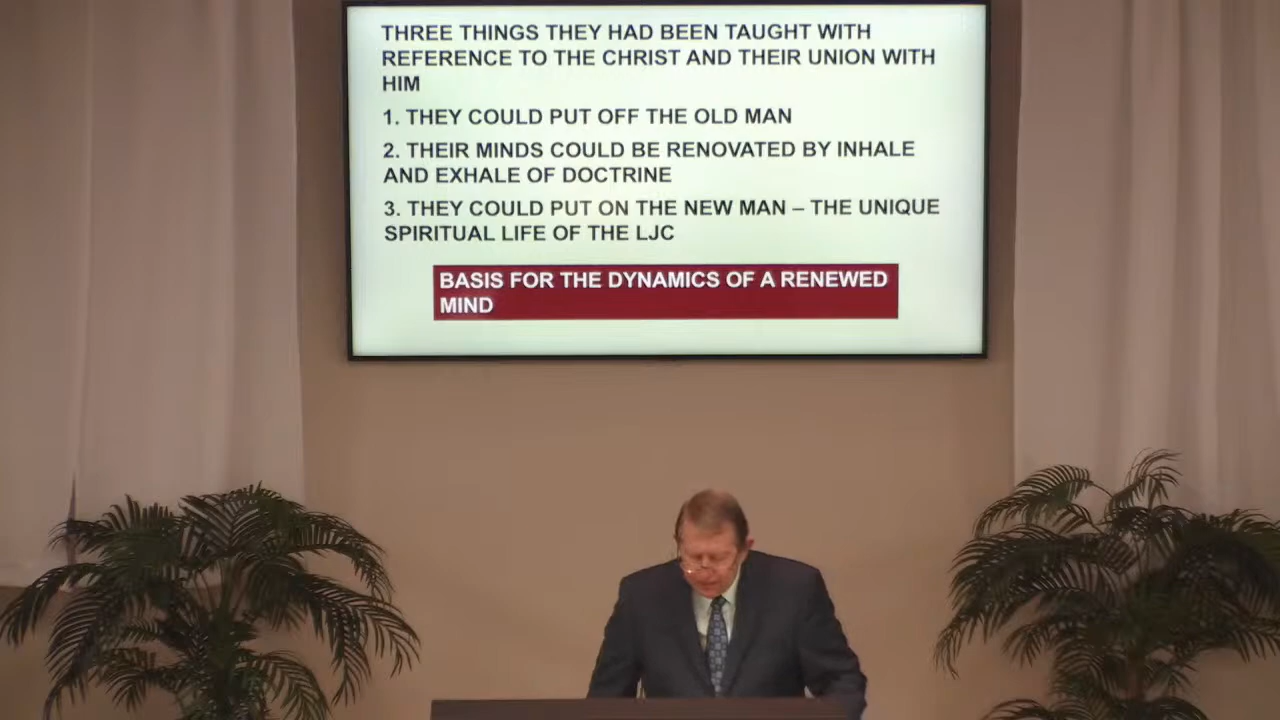 THREE THINGS THEY HAD BEEN TAUGHT WITH
REFERENCE TO THE CHRIST AND THEIR UNION WITH
HIM
1. THEY COULD PUT OFF THE OLD MAN
2. THEIR MINDS COULD BE RENOVATED BY INHALE
AND EXHALE OF DOCTRINE
3. THEY COULD PUT ON THE NEW MAN – THE UNIQUE
SPIRITUAL LIFE OF THE LJC
BASIS FOR THE DYNAMICS OF A RENEWED
MIND